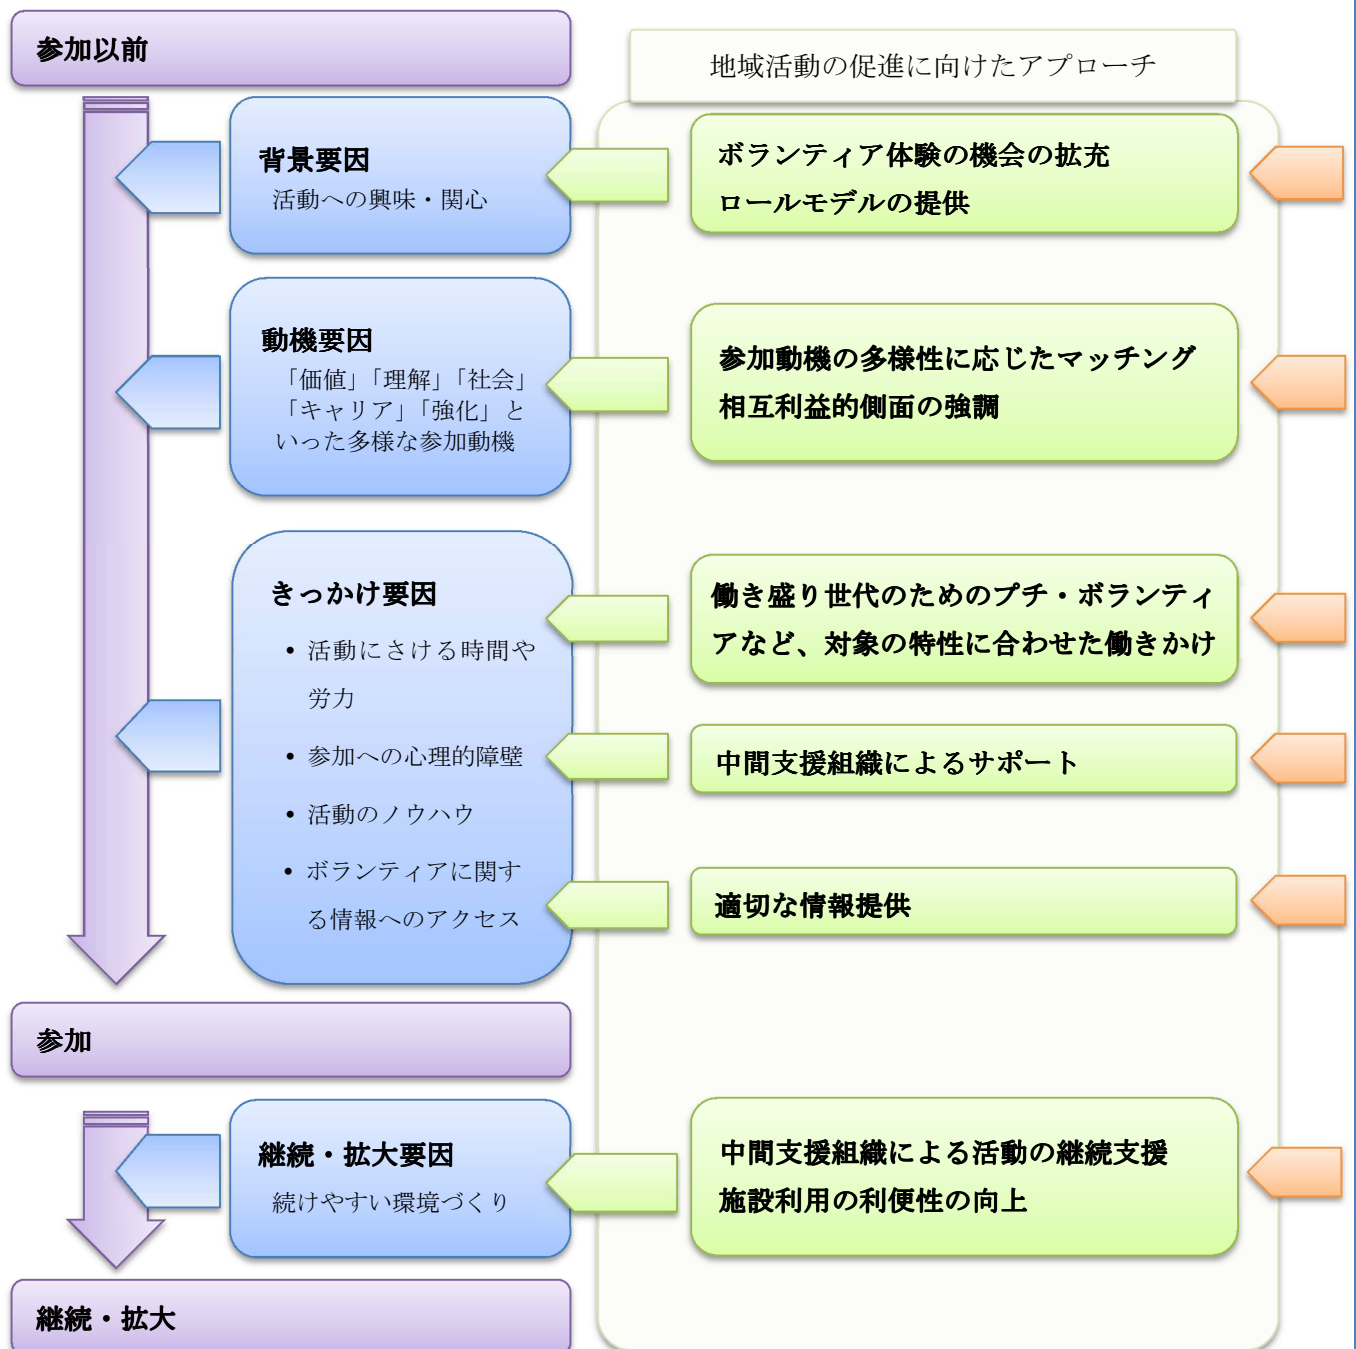 参加以前
地域活動の促進に向けたアプローチ
背景要因
活動への興味・関心
ボランティア体験の機会の拡充
ロールモデルの提供
動機要因
「価値」「理解」「社会」
「キャリア」「強化」と
いった多様な参加動機
参加動機の多様性に応じたマッチング
相互利益的側面の強調
きっかけ要因
• 活動にさける時間や
労力
• 参加への心理的障壁
• 活動のノウハウ
• ボランティアに関す
る情報へのアクセス
働き盛り世代のためのプチ・ボランティ
アなど、対象の特性に合わせた働きかけ
中間支援組織によるサポート
適切な情報提供
参加
継続・拡大要因
続けやすい環境づくり
中間支援組織による活動の継続支援
施設利用の利便性の向上
継続・拡大